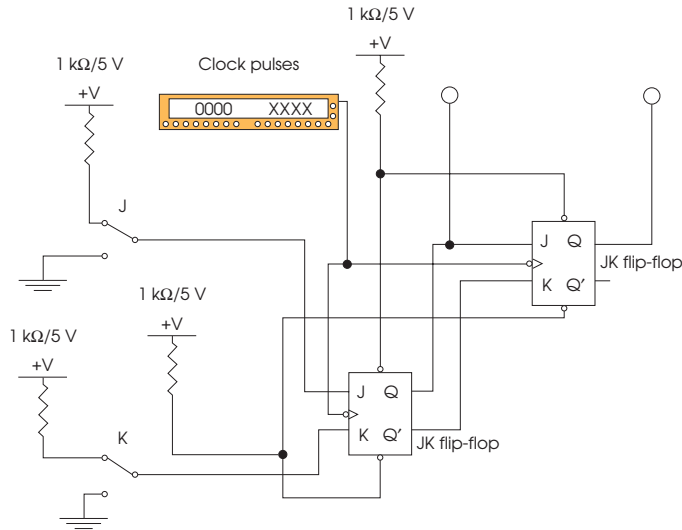 1 kΩ/5 V
+V
1 kΩ/5 V
+V
Clock pulses
0000 XXXX
J
J Q
K Q′
JK flip-flop
1 kΩ/5 V
+V
1 kΩ/5 V
+V
K
J Q
K Q′
JK flip-flop